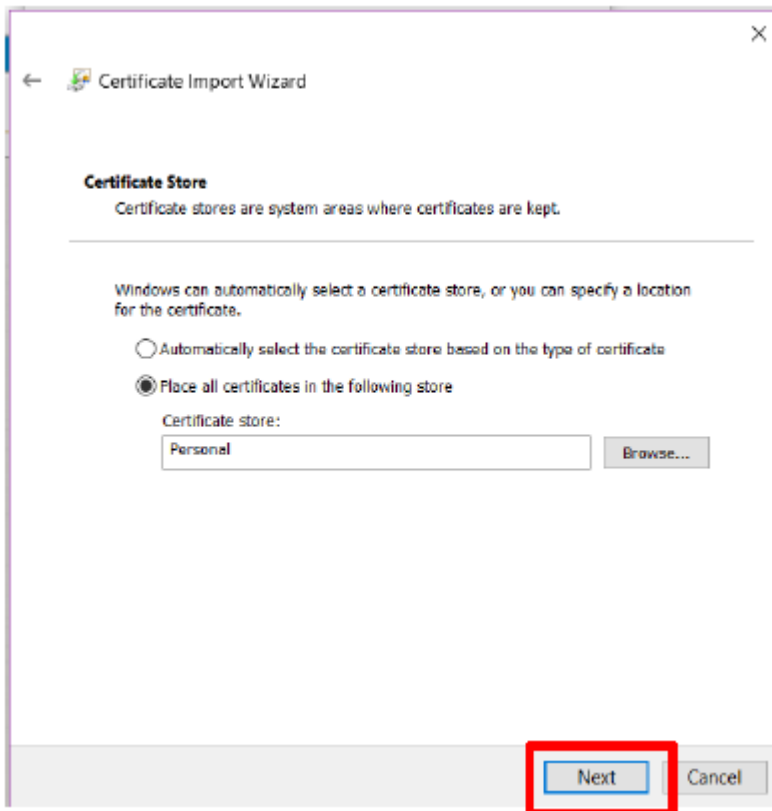 Certificate Import Wizard
Certificate Store
Certificate stores are system areas where certificates are kept.
Windows can automatically select a certificate store, or you can specify a location
for the certificate.
Automatically select the certificate store based on the type of certificate
Place all certificates in the following store
Certificate store:
Personal
Browse...
Next
Cancel